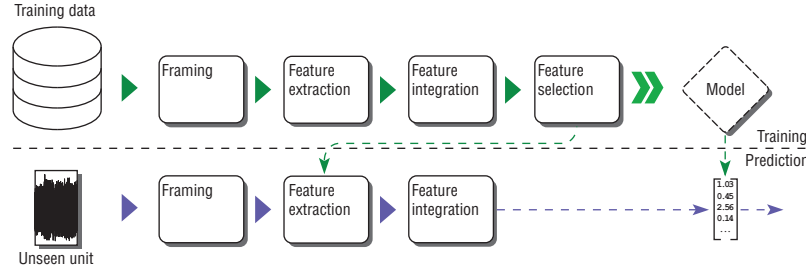 Training data
Framing
Feature
extraction
Feature
integration
Feature
selection
Model
Training
Prediction
Framing
Feature
extraction
Feature
integration
1.03
0.45
2.56
0.14
...
Unseen unit